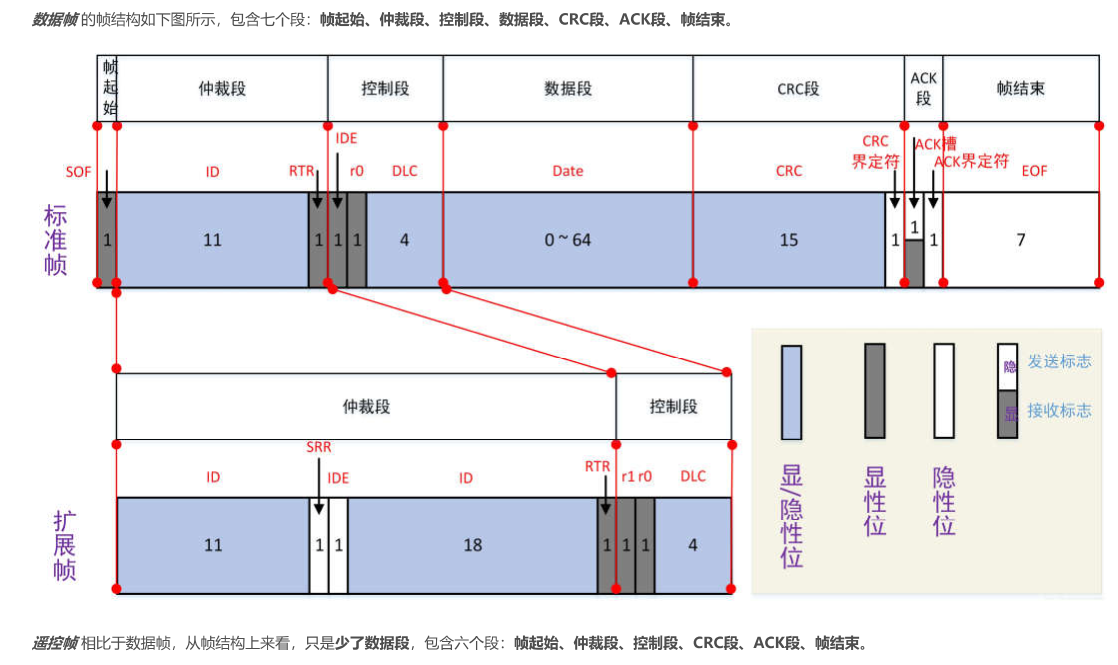 数据帧 的帧结构如下图所示，包含七个段：帧起始、仲裁段、控制段、数据段、CRC段、ACK段、帧结束。
帧起始 仲裁段 控制段 数据段 CRC段 ACK段 帧结束
IDE CRC界定符 ACK槽 ACK界定符
SOF ID RTR r0 DLC Date CRC EOF
标准帧
1 11 1 1 1 4 0 ~ 64 15 1 1 1 7
仲裁段 控制段
SRR
ID IDE ID RTR r1 r0 DLC
扩展帧
11 1 1 18 1 1 1 4
隐 发送标志
显 接收标志
显/隐性位 显性位 隐性位
遥控帧 相比于数据帧，从帧结构上来看，只是少了数据段，包含六个段：帧起始、仲裁段、控制段、CRC段、ACK段、帧结束。